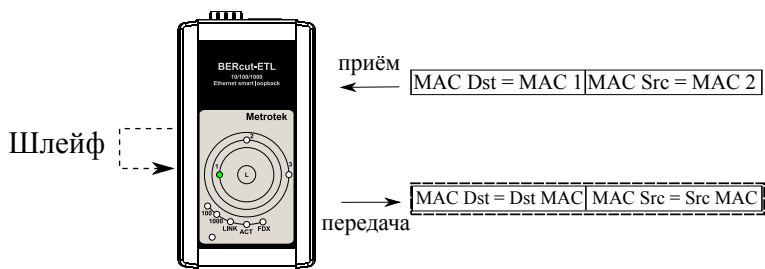 BERcut-ETL
10/100/1000
Ethernet smart loopback
Metrotek
2
1
3
L
100
1000
LINK ACT FDX
Шлейф
приём
MAC Dst = MAC 1 MAC Src = MAC 2
MAC Dst = Dst MAC MAC Src = Src MAC
передача